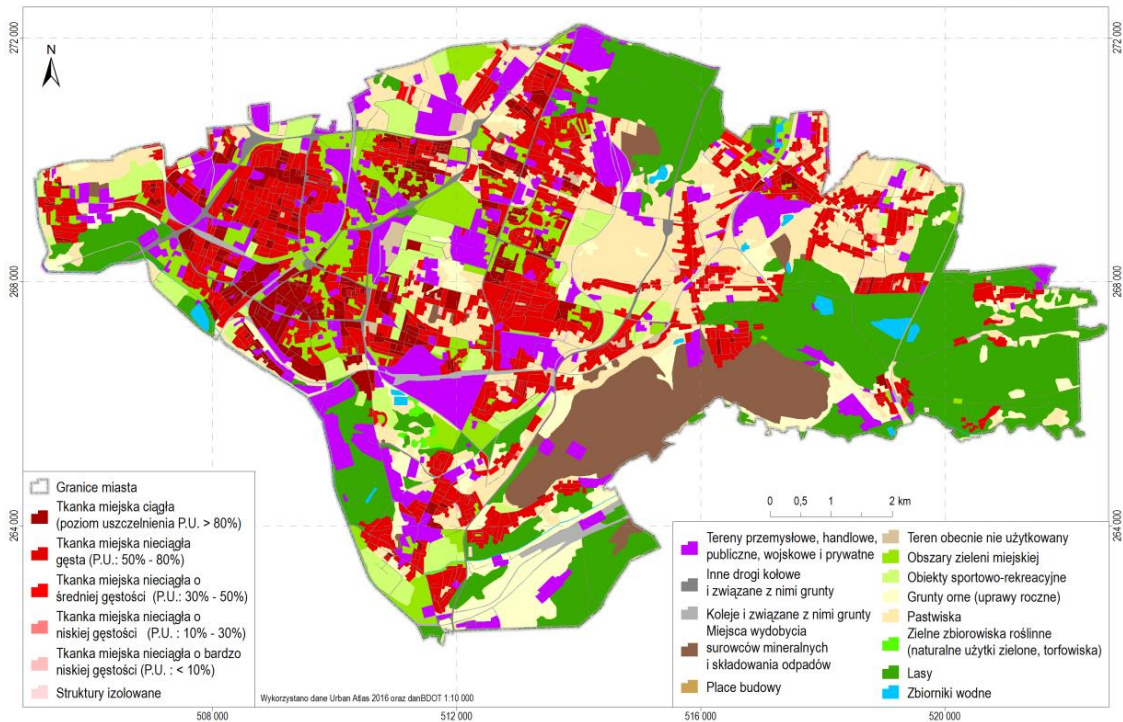 272 000
272 000
N
268 000
268 000
264 000
264 000
Granice miasta
Tkanka miejska ciągła
(poziom uszczelnienia P.U. > 80%)
Tkanka miejska nieciągła
gęsta (P.U.: 50% - 80%)
Tkanka miejska nieciągła o
średniej gęstości (P.U.: 30% - 50%)
Tkanka miejska nieciągła o
niskiej gęstości (P.U. : 10% - 30%)
Tkanka miejska nieciągła o bardzo
niskiej gęstości (P.U. : < 10%)
Struktury izolowane
Wykorzystano dane Urban Atlas 2016 oraz danBDOT 1:10 000
0 0,5 1 2 km
Tereny przemysłowe, handlowe,
publiczne, wojskowe i prywatne
Inne drogi kołowe
i związane z nimi grunty
Koleje i związane z nimi grunty
Miejsca wydobycia
surowców mineralnych
i składowania odpadów
Place budowy
Teren obecnie nie użytkowany
Obszary zieleni miejskiej
Obiekty sportowo-rekreacyjne
Grunty orne (uprawy roczne)
Pastwiska
Zielne zbiorowiska roślinne
(naturalne użytki zielone, torfowiska)
Lasy
Zbiorniki wodne
508 000
512 000
516 000
520 000